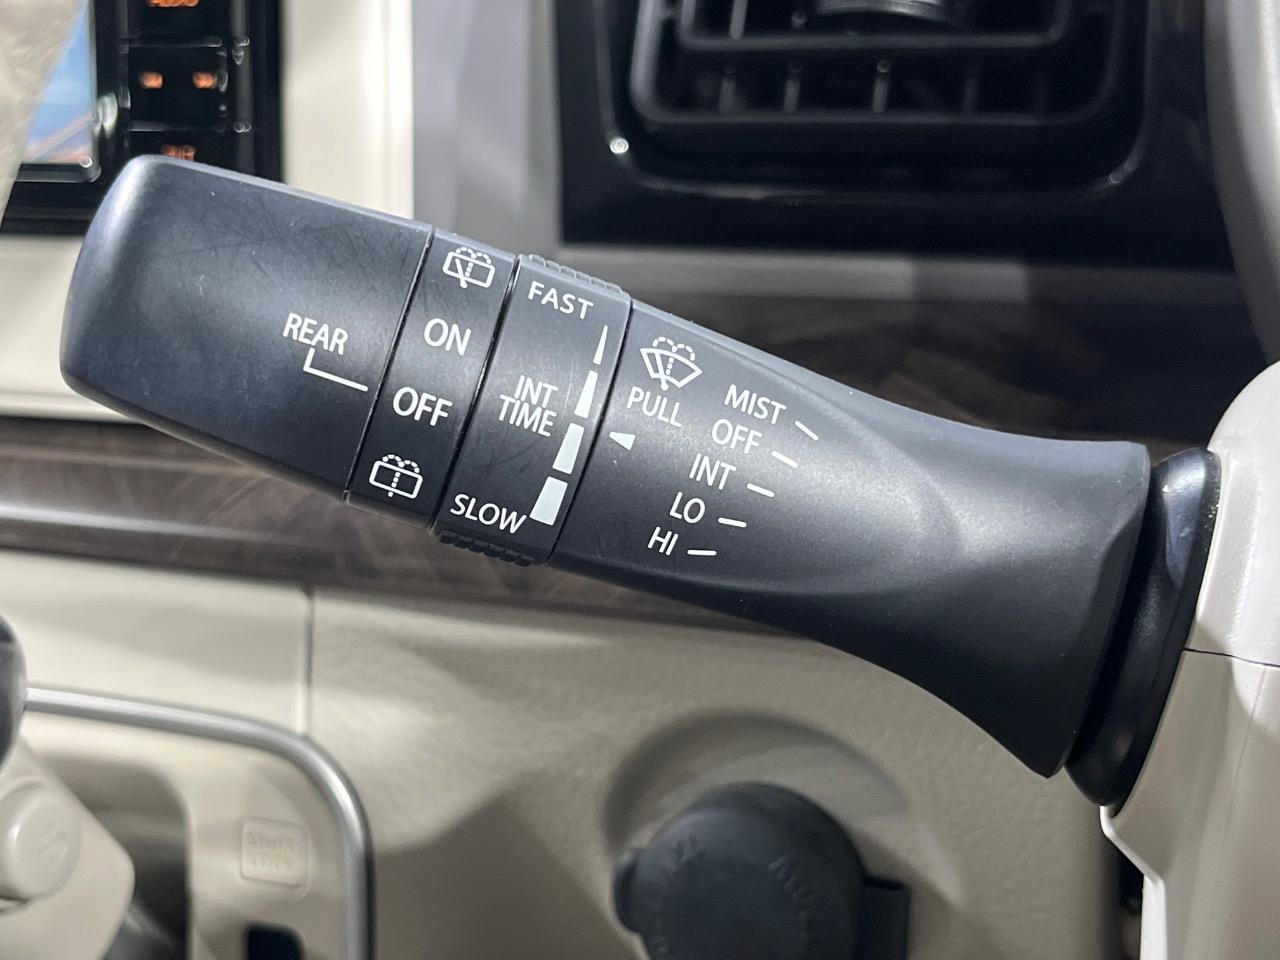 REAR
ON
OFF
FAST
INT
TIME
SLOW
PULL
MIST
OFF
INT
LO
HI